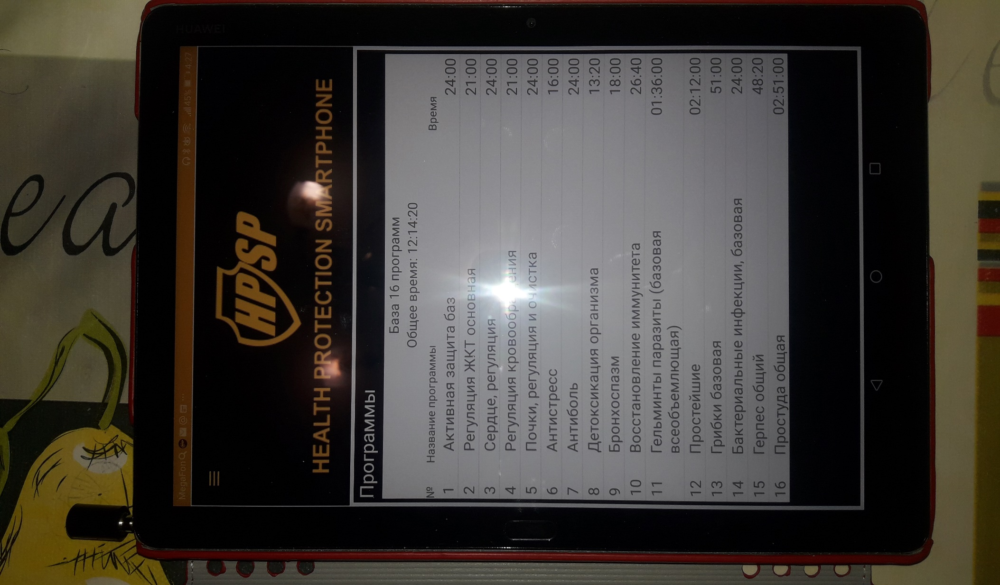 HUAWEI
MegaFon 45% 14:27
HP SP
HEALTH PROTECTION SMARTPHONE
Программы
База 16 программ
Общее время: 12:14:20
№ Название программы Время
1 Активная защита баз 24:00
2 Регуляция ЖКТ основная 21:00
3 Сердце, регуляция 24:00
4 Регуляция кровообращения 21:00
5 Почки, регуляция и очистка 24:00
6 Антистресс 16:00
7 Антиболь 24:00
8 Детоксикация организма 13:20
9 Бронхоспазм 18:00
10 Восстановление иммунитета 26:40
11 Гельминты паразиты (базовая 01:36:00
всеобъемлющая)
12 Простейшие 02:12:00
13 Грибки базовая 51:00
14 Бактериальные инфекции, базовая 24:00
15 Герпес общий 48:20
16 Простуда общая 02:51:00
ea